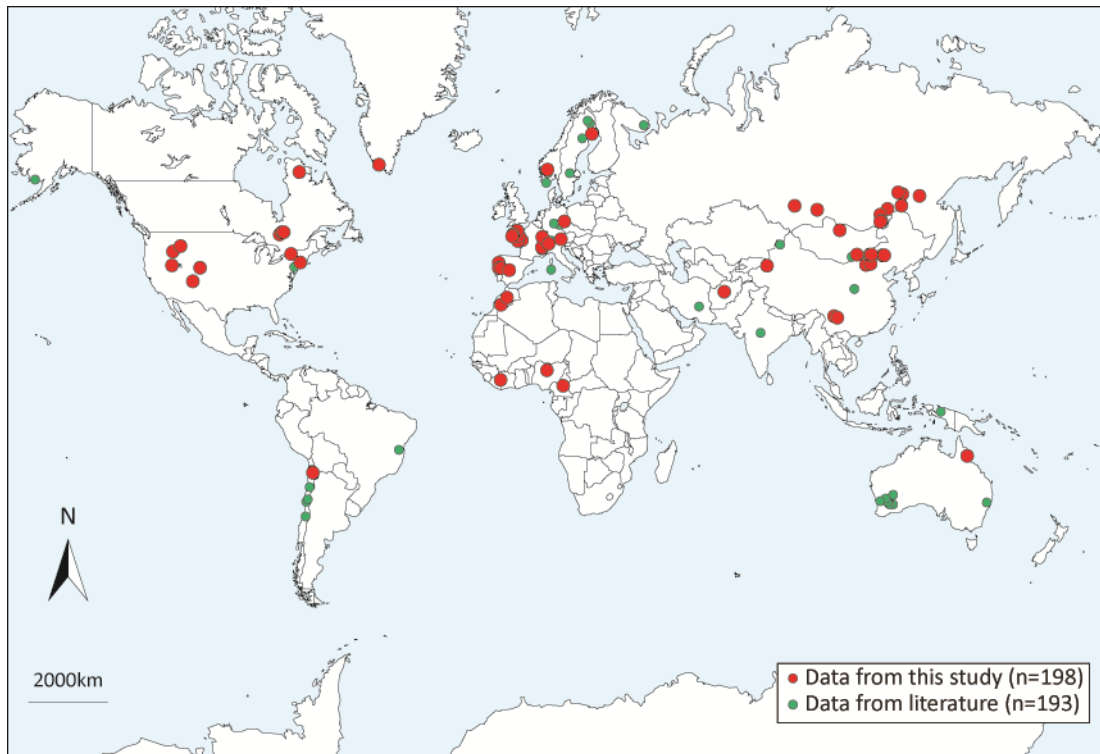 N
2000km
Data from this study (n=198)
Data from literature (n=193)